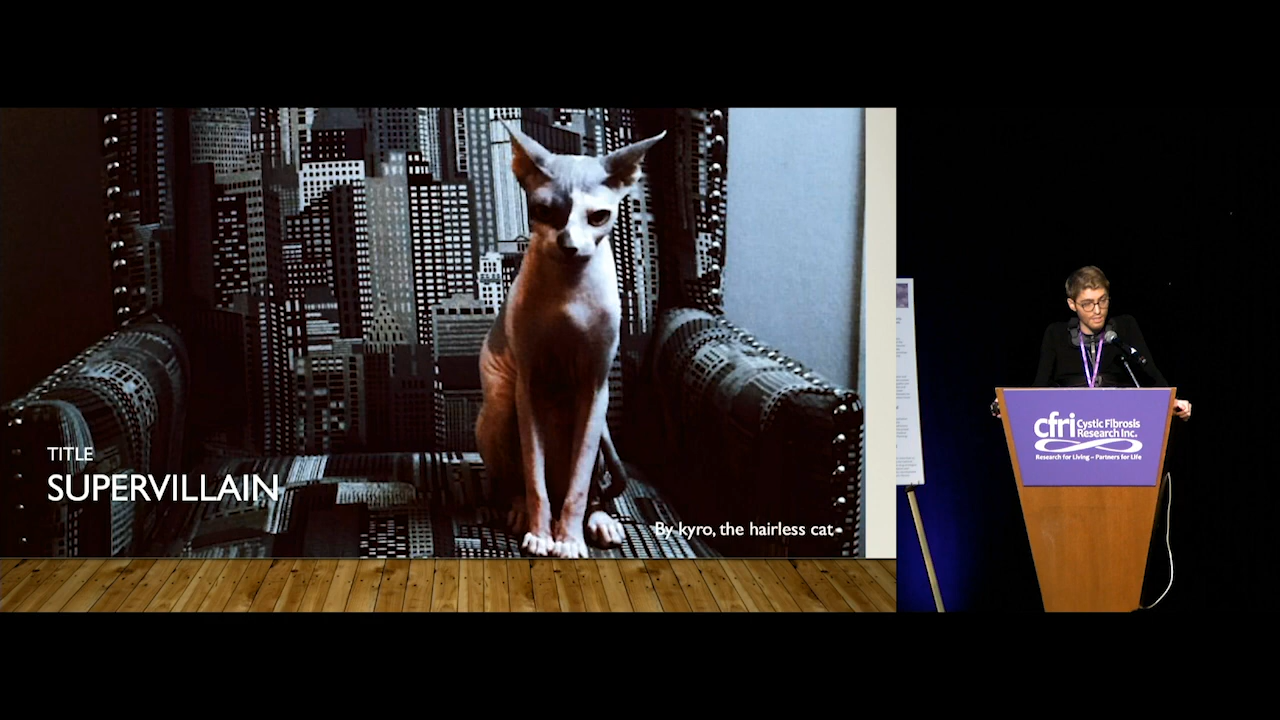 TITLE
SUPERVILLAIN
By kyro, the hairless cat
cfri Cystic Fibrosis
Research Inc.
Research for Living – Partners for Life